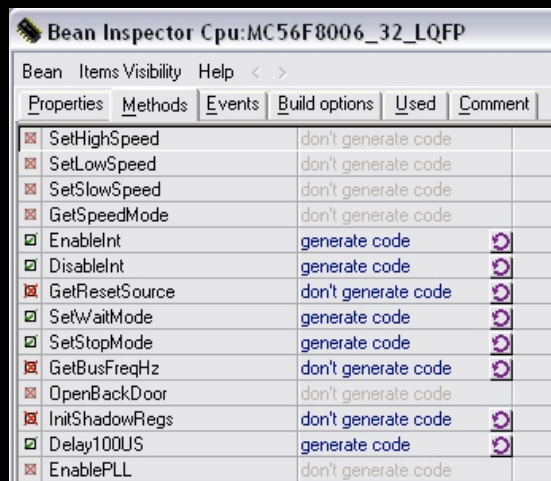 Bean Inspector Cpu:MC56F8006_32_LQFP
Bean Items Visibility Help < >
Properties Methods Events Build options Used Comment
SetHighSpeed don't generate code
SetLowSpeed don't generate code
SetSlowSpeed don't generate code
GetSpeedMode don't generate code
EnableInt generate code
DisableInt generate code
GetResetSource don't generate code
SetWaitMode generate code
SetStopMode generate code
GetBusFreqHz don't generate code
OpenBackDoor don't generate code
InitShadowRegs don't generate code
Delay100US generate code
EnablePLL don't generate code